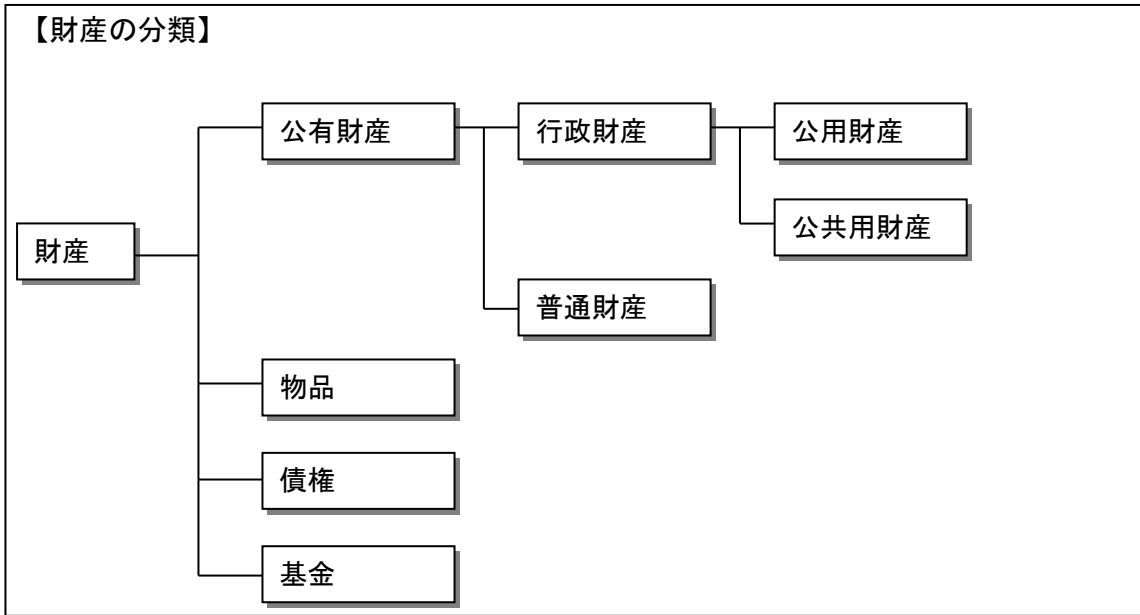 【財産の分類】
公有財産
行政財産
公用財産
公共用財産
財産
普通財産
物品
債権
基金